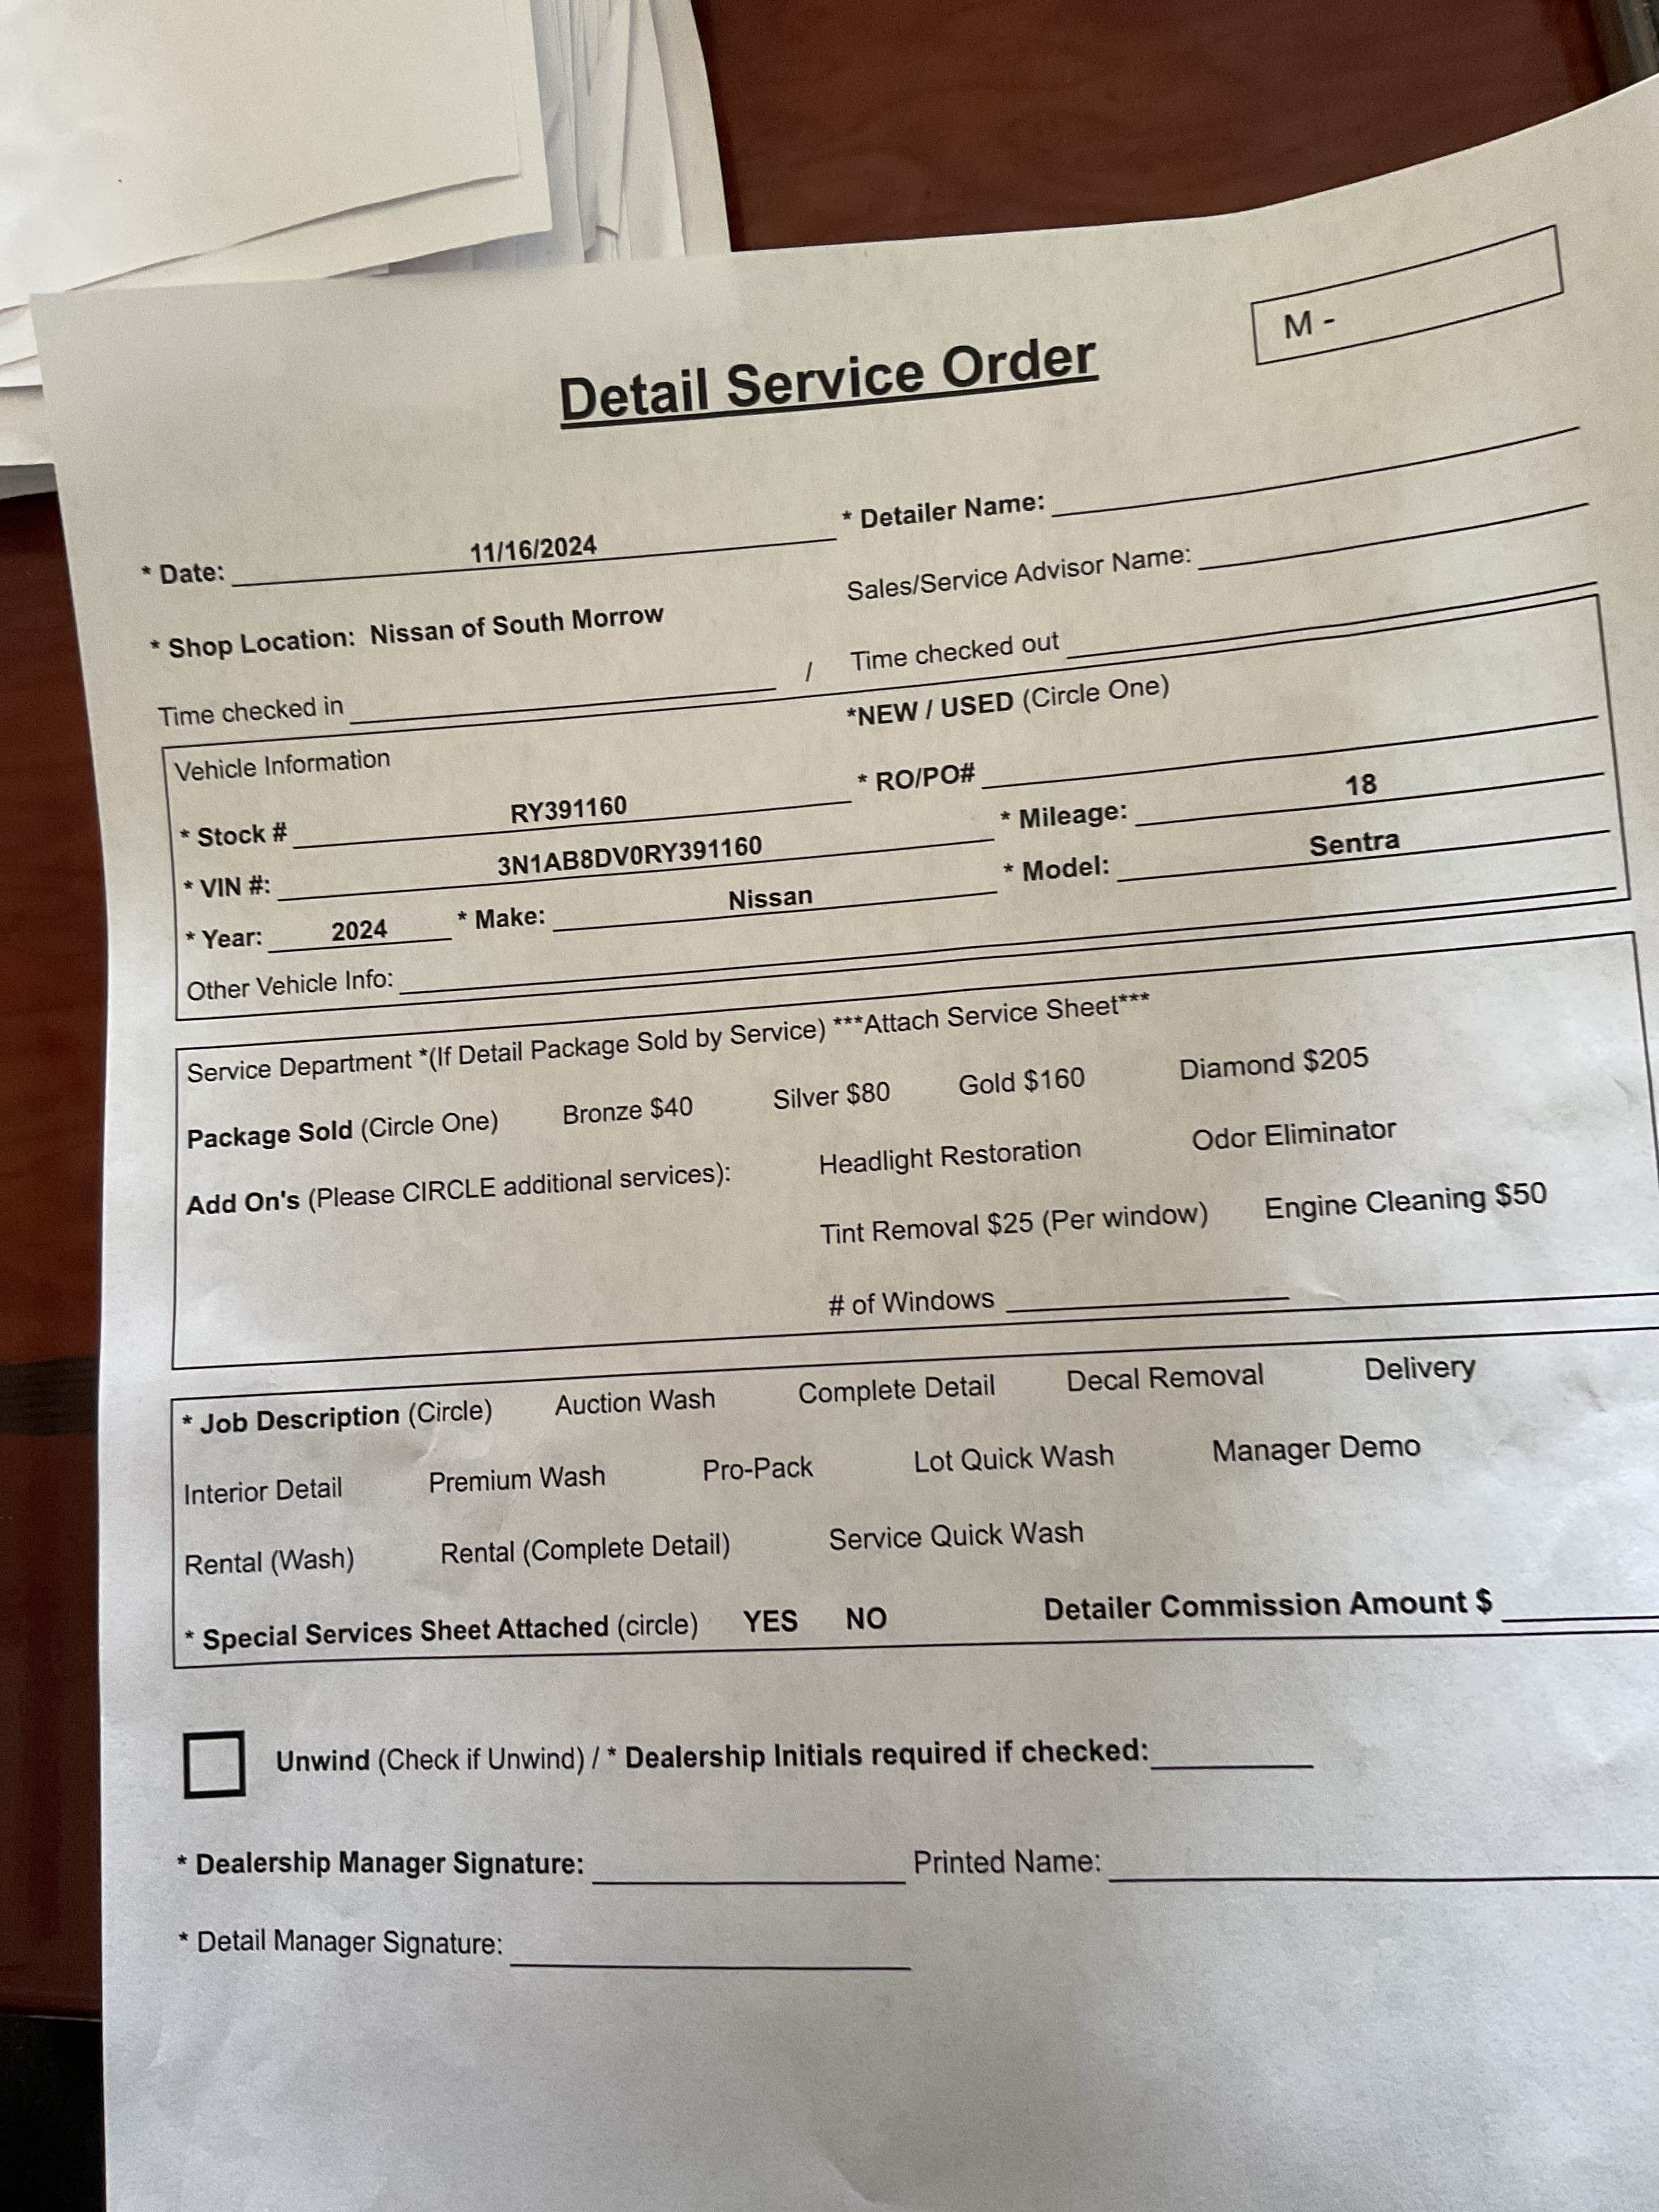 M -
Detail Service Order
* Date: 11/16/2024 * Detailer Name:
* Shop Location: Nissan of South Morrow Sales/Service Advisor Name:
Time checked in / Time checked out
Vehicle Information *NEW / USED (Circle One)
* Stock # RY391160 * RO/PO#
* VIN #: 3N1AB8DV0RY391160 * Mileage: 18
* Year: 2024 * Make: Nissan * Model: Sentra
Other Vehicle Info:
Service Department *(If Detail Package Sold by Service) ***Attach Service Sheet***
Package Sold (Circle One) Bronze $40 Silver $80 Gold $160 Diamond $205
Add On's (Please CIRCLE additional services): Headlight Restoration Odor Eliminator
Tint Removal $25 (Per window) Engine Cleaning $50
# of Windows
* Job Description (Circle) Auction Wash Complete Detail Decal Removal Delivery
Interior Detail Premium Wash Pro-Pack Lot Quick Wash Manager Demo
Rental (Wash) Rental (Complete Detail) Service Quick Wash
* Special Services Sheet Attached (circle) YES NO Detailer Commission Amount $
Unwind (Check if Unwind) / * Dealership Initials required if checked:
* Dealership Manager Signature: Printed Name:
* Detail Manager Signature: